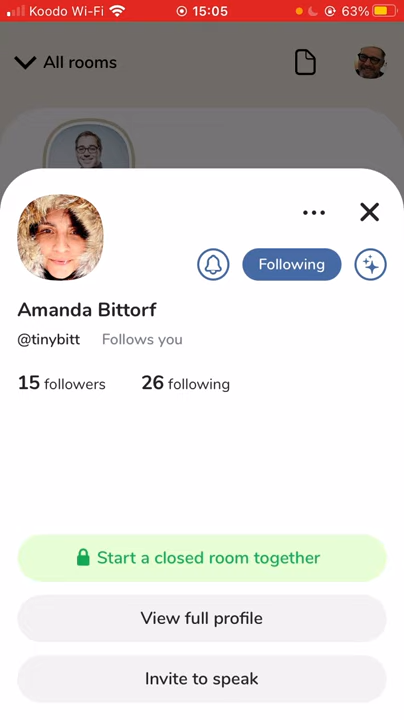 Koodo Wi-Fi 15:05 63%
All rooms
Following
Amanda Bittorf
@tinybitt Follows you
15 followers 26 following
Start a closed room together
View full profile
Invite to speak